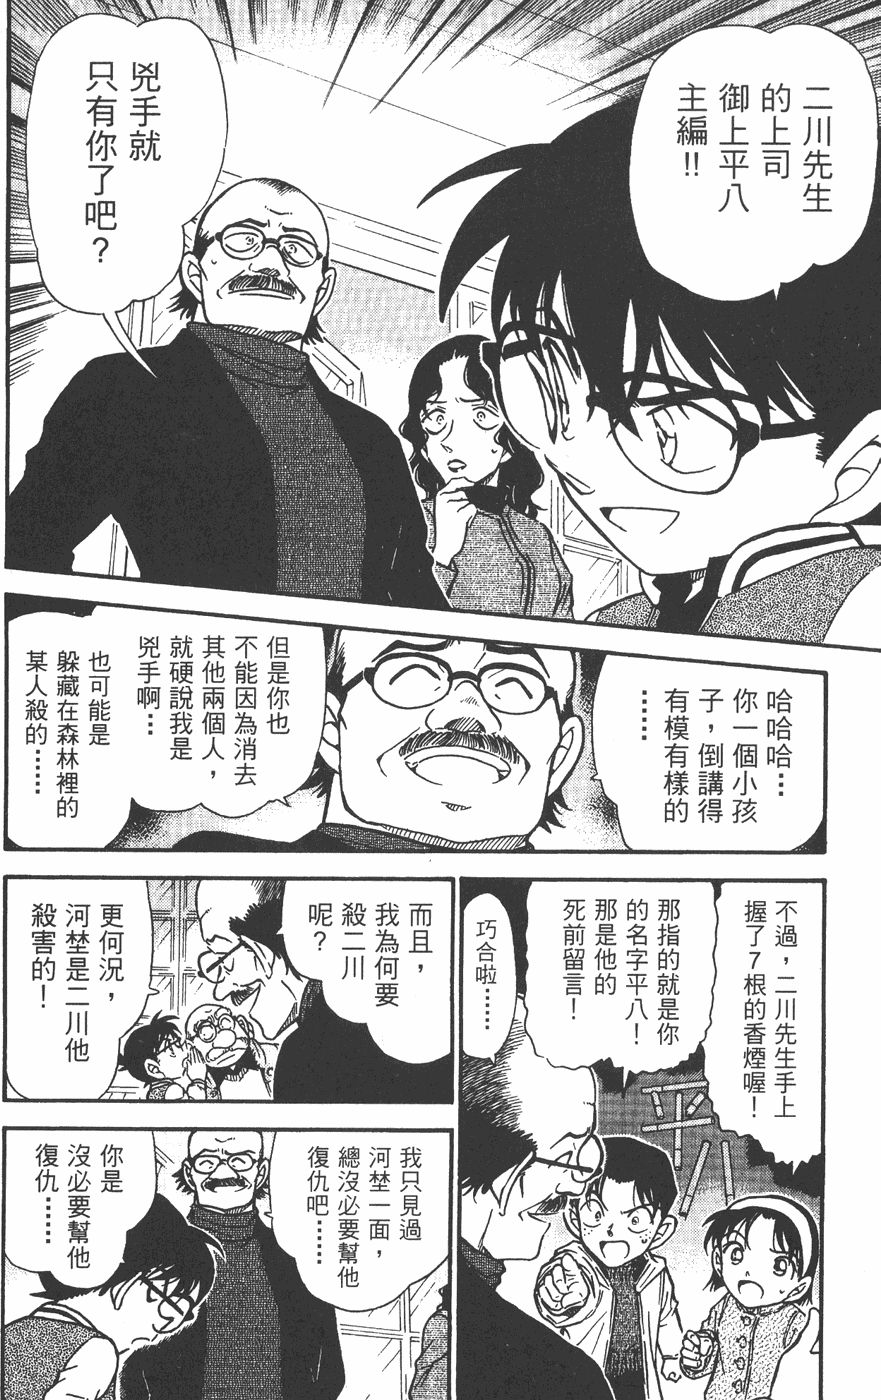 二川先生
的上司
御上平八
主編!!
兇手就
只有你了吧？
哈哈哈…
你一個小孩
子，倒講得
有模有樣的
……
但是你也
不能因為消去
其他兩個人，
就硬說我是
兇手啊…
也可能是
躲藏在森林裡的
某人殺的……
不過，二川先生手上
握了7根的香煙喔！
那指的就是你
的名字平八！
那是他的
死前留言！
巧合啦……
平
而且，
我為何要
殺二川
呢？
更何況，
河埜是二川他
殺害的！
我只見過
河埜一面，
總沒必要幫他
復仇吧……
你是
沒必要幫他
復仇……